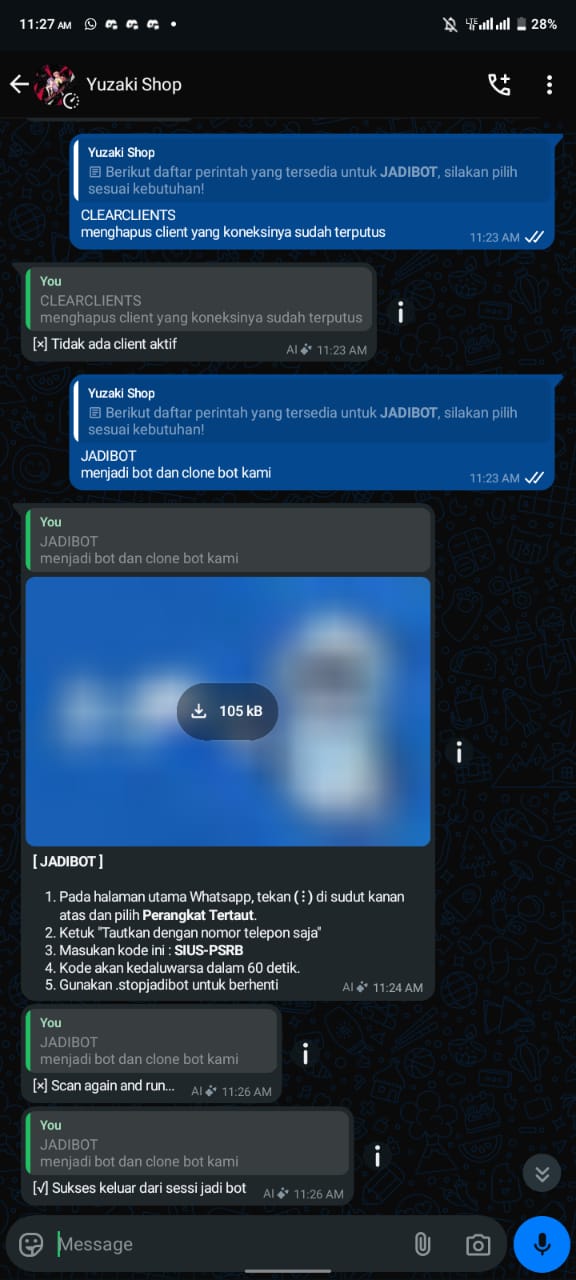 11:27 AM
LTE 28%
Yuzaki Shop
Yuzaki Shop
Berikut daftar perintah yang tersedia untuk JADIBOT, silakan pilih
sesuai kebutuhan!
CLEARCLIENTS
menghapus client yang koneksinya sudah terputus
11:23 AM
You
CLEARCLIENTS
menghapus client yang koneksinya sudah terputus
[×] Tidak ada client aktif
AI 11:23 AM
Yuzaki Shop
Berikut daftar perintah yang tersedia untuk JADIBOT, silakan pilih
sesuai kebutuhan!
JADIBOT
menjadi bot dan clone bot kami
11:23 AM
You
JADIBOT
menjadi bot dan clone bot kami
105 kB
[ JADIBOT ]
1. Pada halaman utama Whatsapp, tekan (⋮) di sudut kanan
atas dan pilih Perangkat Tertaut.
2. Ketuk "Tautkan dengan nomor telepon saja"
3. Masukan kode ini : SIUS-PSRB
4. Kode akan kedaluwarsa dalam 60 detik.
5. Gunakan .stopjadibot untuk berhenti
AI 11:24 AM
You
JADIBOT
menjadi bot dan clone bot kami
[×] Scan again and run...
AI 11:26 AM
You
JADIBOT
menjadi bot dan clone bot kami
[√] Sukses keluar dari sessi jadi bot
AI 11:26 AM
Message